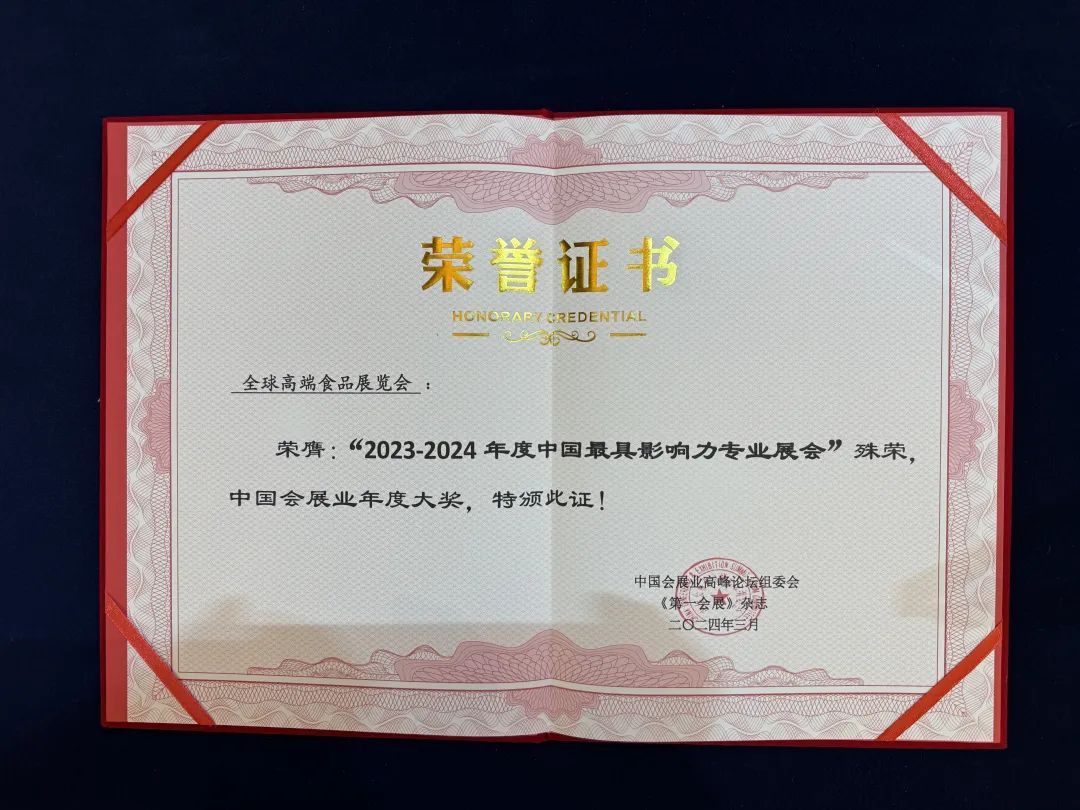 荣誉证书
HONORARY CREDENTIAL
全球高端食品展览会：
荣膺：“2023-2024 年度中国最具影响力专业展会”殊荣，
中国会展业年度大奖，特颁此证！
中国会展业高峰论坛组委会
《第一会展》杂志
二〇二四年三月